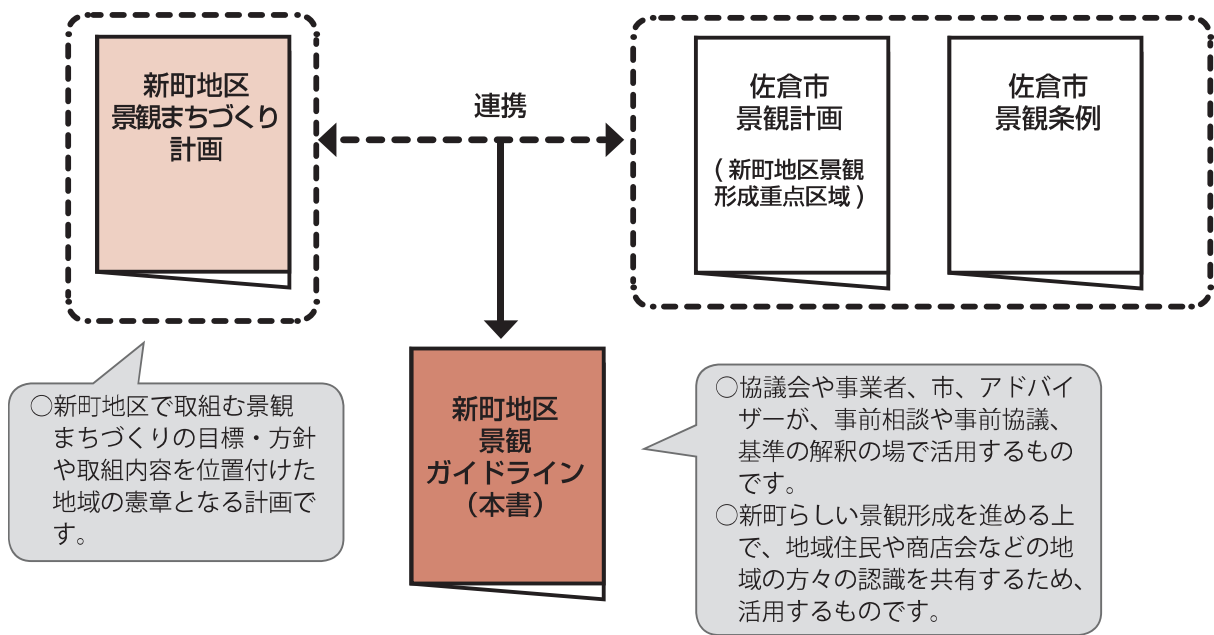 新町地区
景観まちづくり
計画
連携
佐倉市
景観計画
(新町地区景観
形成重点区域)
佐倉市
景観条例
○新町地区で取組む景観
まちづくりの目標・方針
や取組内容を位置付けた
地域の憲章となる計画で
す。
新町地区
景観
ガイドライン
(本書)
○協議会や事業者、市、アドバイ
ザーが、事前相談や事前協議、
基準の解釈の場で活用するもの
です。
○新町らしい景観形成を進める上
で、地域住民や商店会などの地
域の方々の認識を共有するため、
活用するものです。